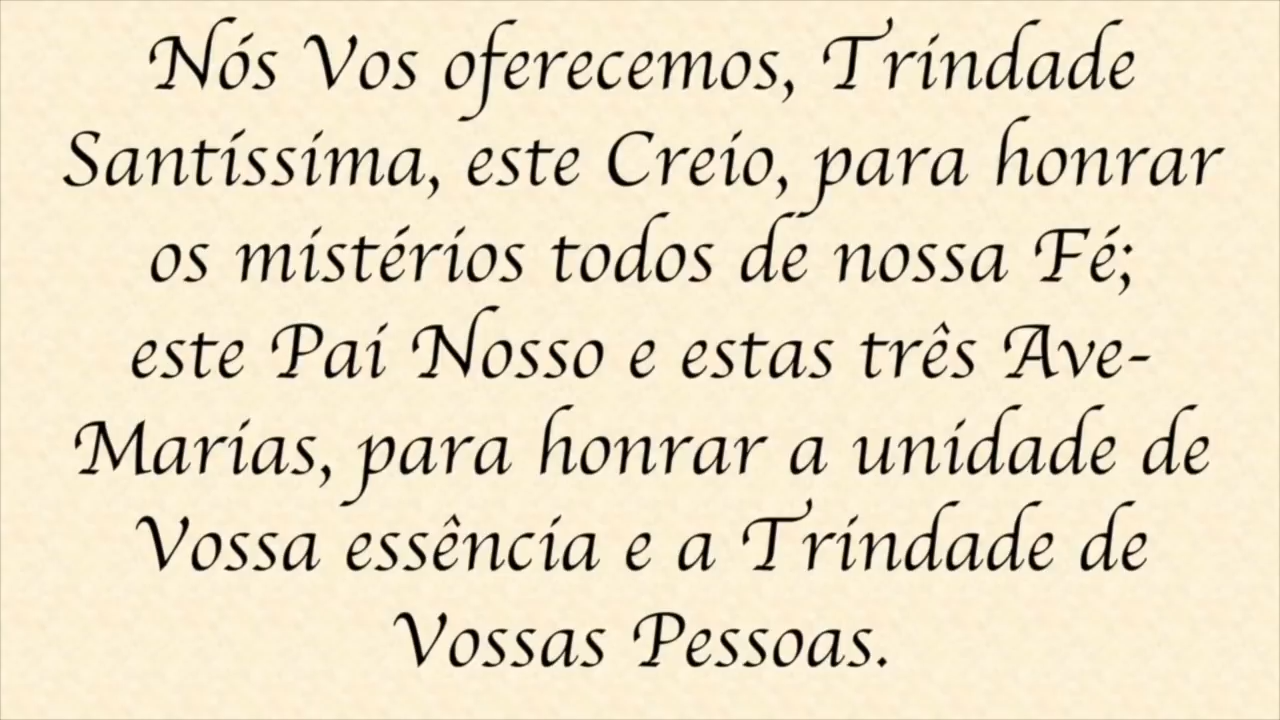 Nós Vos oferecemos, Trindade
Santíssima, este Creio, para honrar
os mistérios todos de nossa Fé;
este Pai Nosso e estas três Ave-
Marias, para honrar a unidade de
Vossa essência e a Trindade de
Vossas Pessoas.